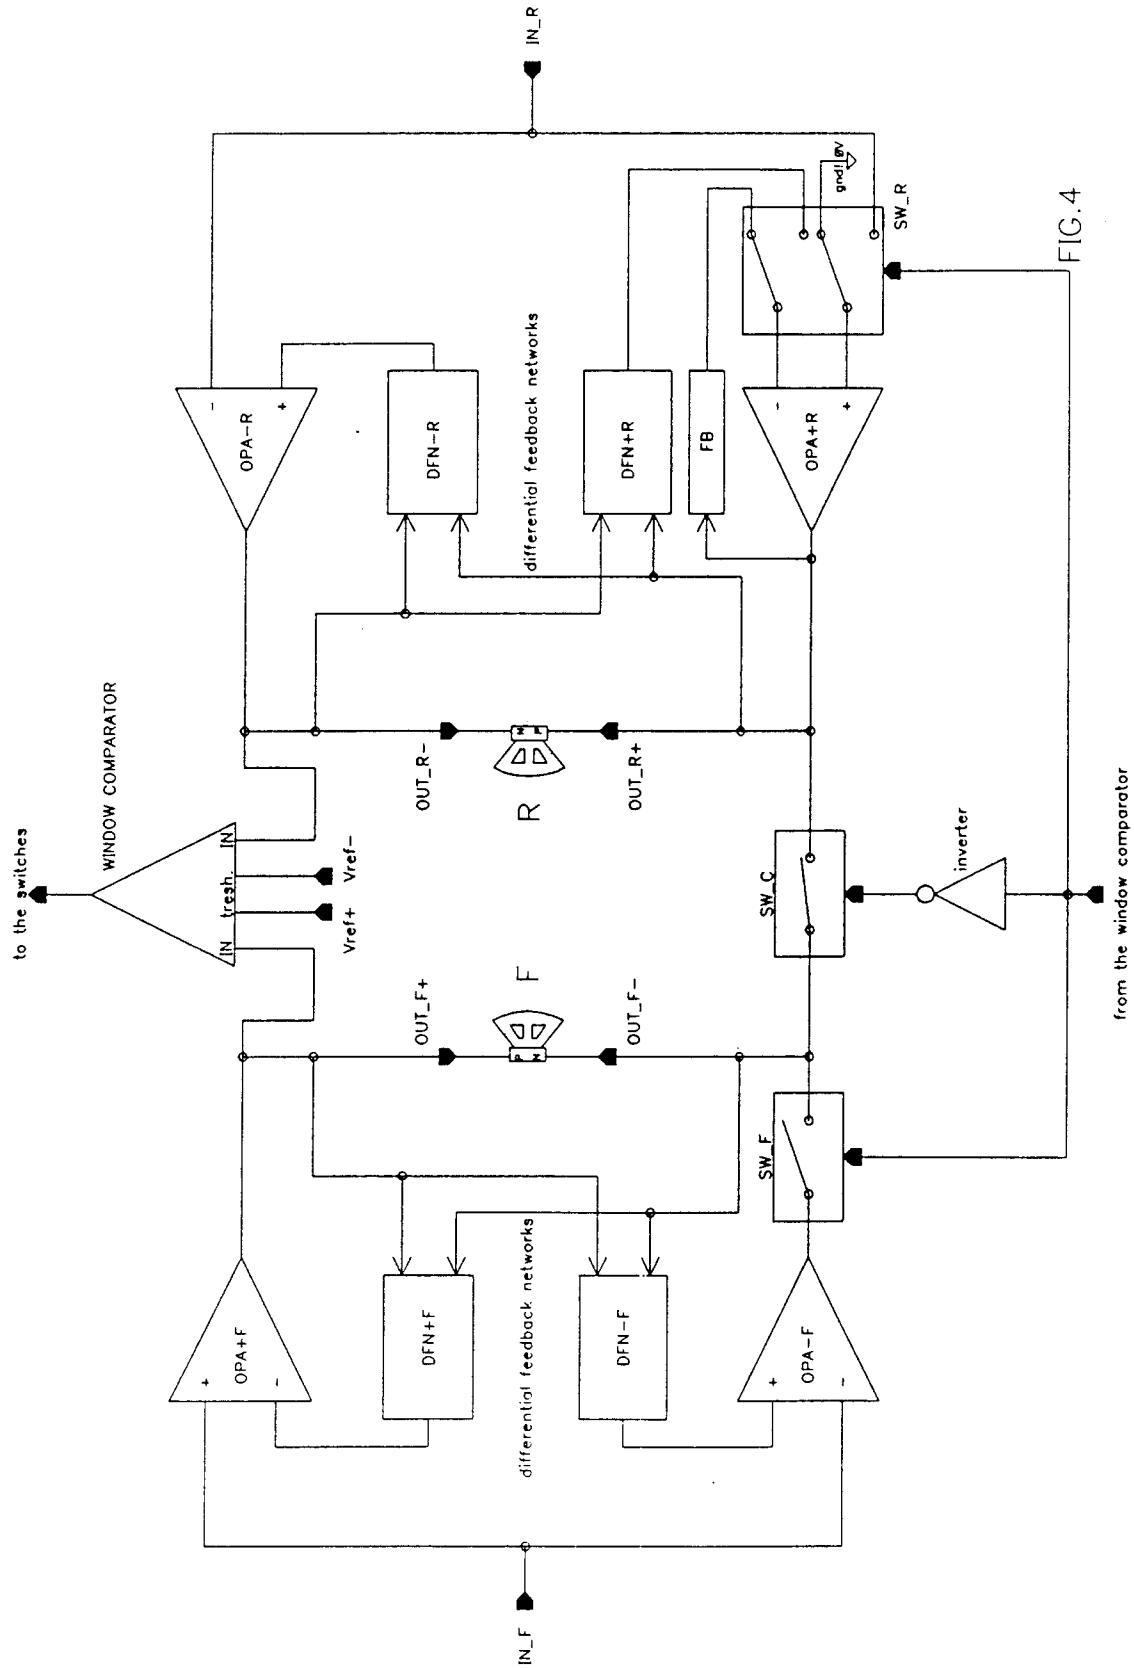 to the switches
WINDOW COMPARATOR
IN
tresh.
IN
Vref+
Vref-
IN_F
OPA+F
+
-
DFN+F
differential feedback networks
DFN-F
OPA-F
+
-
OUT_F+
P
N
F
OUT_F-
SW_F
SW_C
inverter
from the window comparator
OUT_R-
N
P
R
OUT_R+
OPA-R
-
+
DFN-R
differential feedback networks
DFN+R
FB
OPA+R
-
+
gnd! 0V
SW_R
IN_R
FIG.4